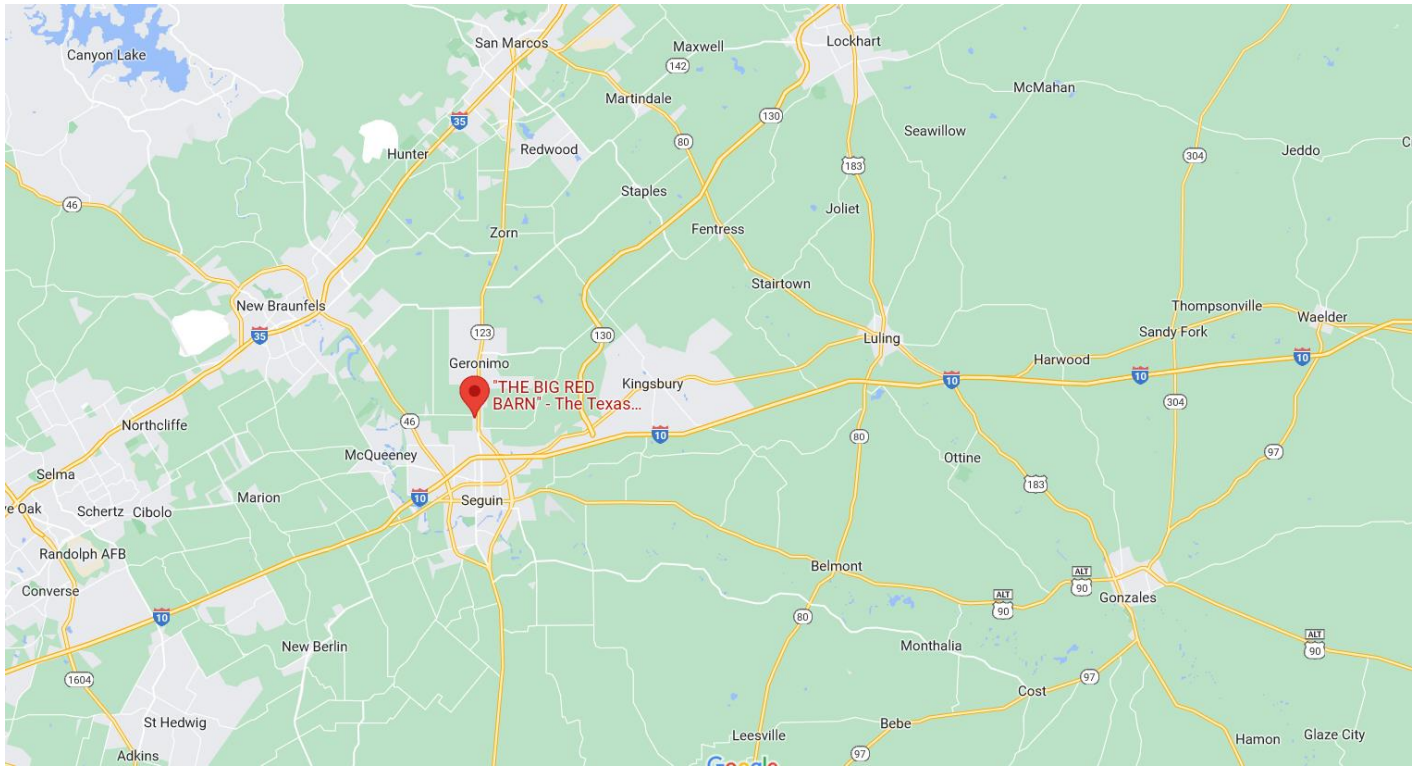 Canyon Lake
San Marcos
Maxwell
Lockhart
142
McMahan
Martindale
35
130
Seawillow
80
Redwood
Hunter
304
Jeddo
C
183
Staples
46
Joliet
Zorn
Fentress
Stairtown
New Braunfels
Thompsonville
Waelder
35
123
130
Sandy Fork
Luling
Geronimo
Harwood
10
Kingsbury
10
10
"THE BIG RED
BARN" - The Texas...
304
46
Northcliffe
10
80
McQueeney
97
Ottine
Selma
183
10
Marion
Seguin
ve Oak
Schertz
Cibolo
Randolph AFB
Belmont
ALT
90
Converse
Gonzales
ALT
90
10
80
New Berlin
Monthalia
ALT
90
1604
97
Cost
St Hedwig
Bebe
Leesville
Glaze City
Hamon
97
Adkins
Google